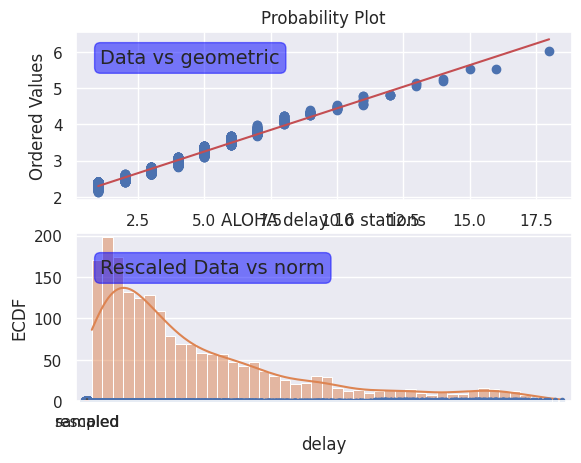 Probability Plot
Data vs geometric
Ordered Values
6
5
4
3
2
2.5 5.0 7.5 10.0 12.5 15.0 17.5
ALOHA delay 16 stations
Rescaled Data vs norm
ECDF
200
150
100
50
0
rescaled
delay